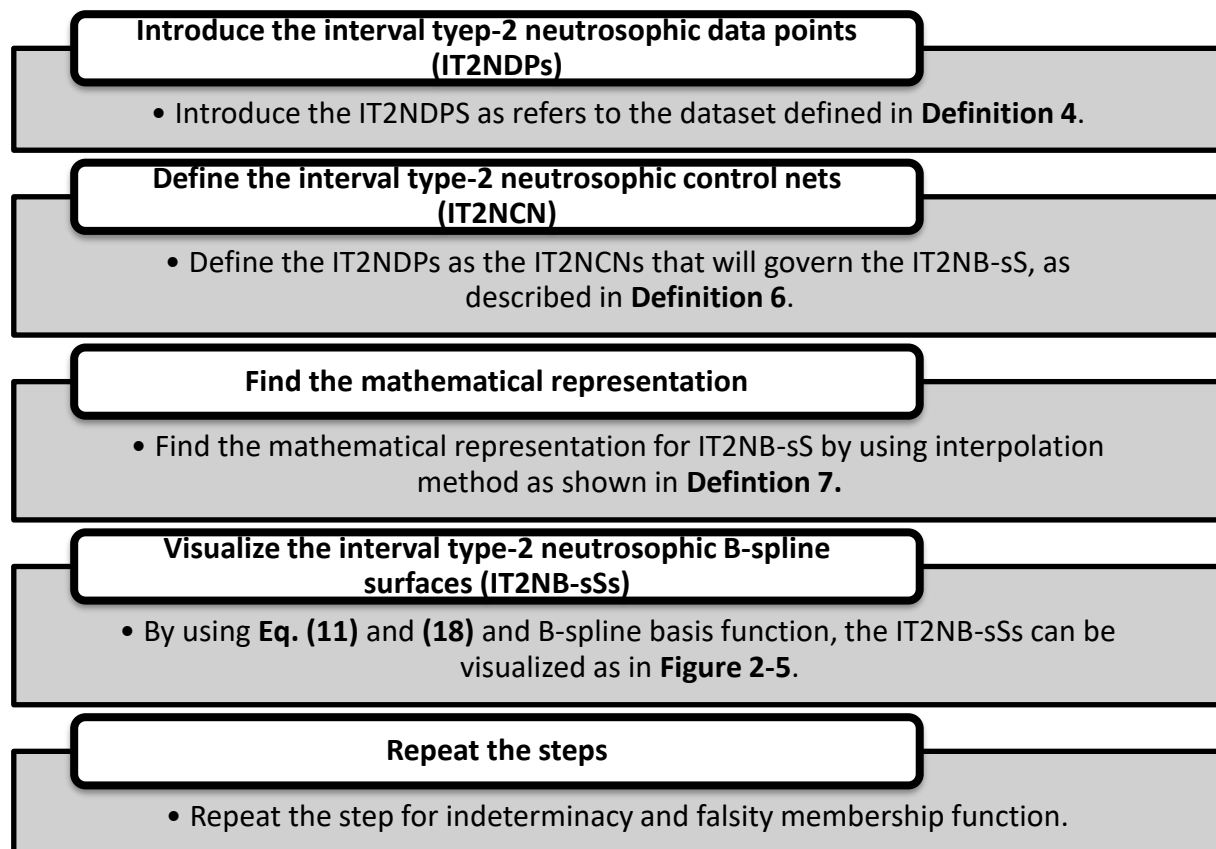 Introduce the interval tyep-2 neutrosophic data points
(IT2NDPs)
• Introduce the IT2NDPS as refers to the dataset defined in Definition 4.
Define the interval type-2 neutrosophic control nets
(IT2NCN)
• Define the IT2NDPs as the IT2NCNs that will govern the IT2NB-sS, as
described in Definition 6.
Find the mathematical representation
• Find the mathematical representation for IT2NB-sS by using interpolation
method as shown in Defintion 7.
Visualize the interval type-2 neutrosophic B-spline
surfaces (IT2NB-sSs)
• By using Eq. (11) and (18) and B-spline basis function, the IT2NB-sSs can be
visualized as in Figure 2-5.
Repeat the steps
• Repeat the step for indeterminacy and falsity membership function.